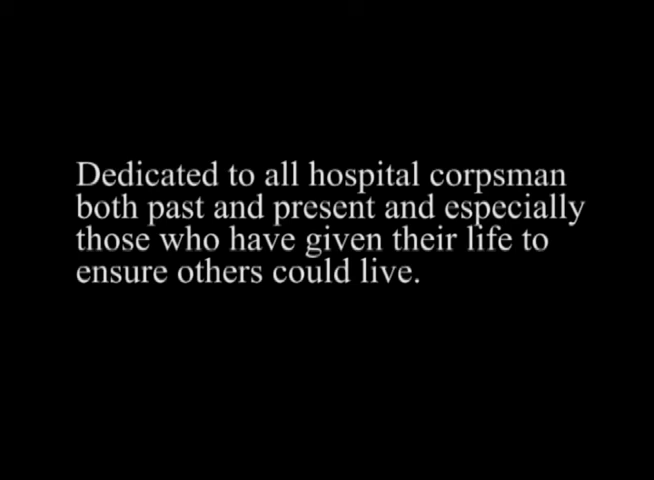 Dedicated to all hospital corpsman
both past and present and especially
those who have given their life to
ensure others could live.